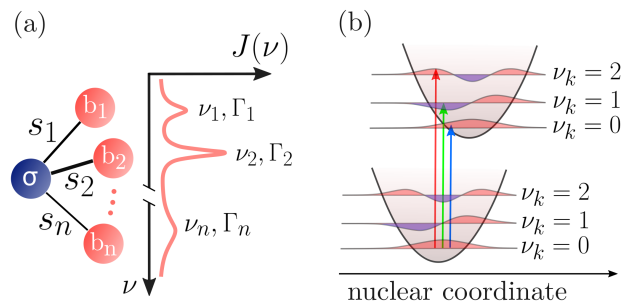 (a)
J(ν)
b₁
s₁
ν₁, Γ₁
σ
b₂
s₂
ν₂, Γ₂
sₙ
bₙ
νₙ, Γₙ
ν
(b)
νₖ = 2
νₖ = 1
νₖ = 0
νₖ = 2
νₖ = 1
νₖ = 0
nuclear coordinate